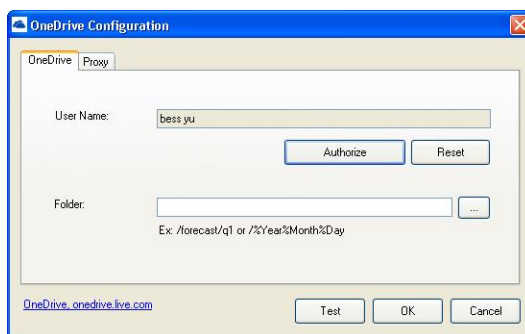 OneDrive Configuration
OneDrive Proxy
User Name: bess yu
Authorize Reset
Folder: ...
Ex: /forecast/q1 or /%Year%Month%Day
OneDrive, onedrive.live.com Test OK Cancel